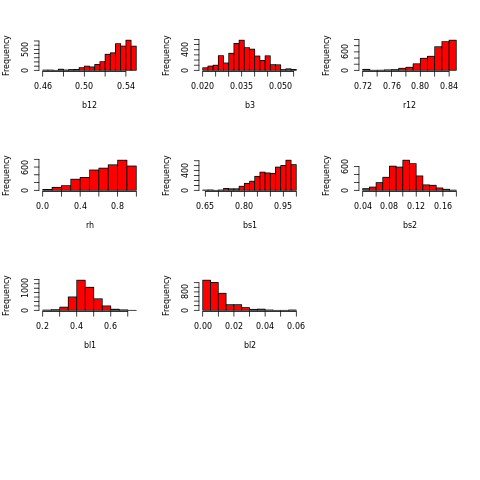 Frequency
0 500
0.46 0.50 0.54
b12
Frequency
0 400
0.020 0.035 0.050
b3
Frequency
0 600
0.72 0.76 0.80 0.84
r12
Frequency
0 600
0.0 0.4 0.8
rh
Frequency
0 400
0.65 0.80 0.95
bs1
Frequency
0 600
0.04 0.08 0.12 0.16
bs2
Frequency
0 1000
0.2 0.4 0.6
bl1
Frequency
0 800
0.00 0.02 0.04 0.06
bl2